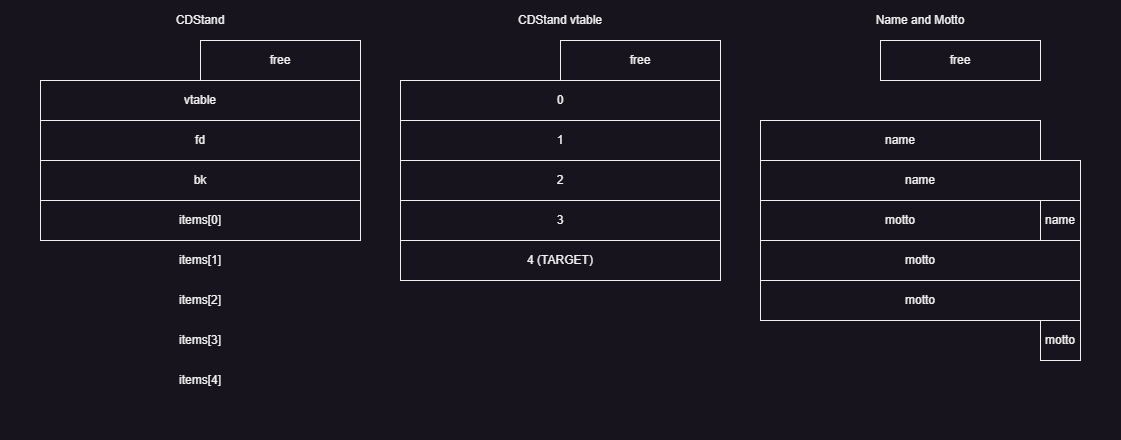 CDStand
CDStand vtable
Name and Motto
free
free
free
vtable
0
fd
1
name
bk
2
name
items[0]
3
motto
name
items[1]
4 (TARGET)
motto
items[2]
motto
items[3]
motto
items[4]